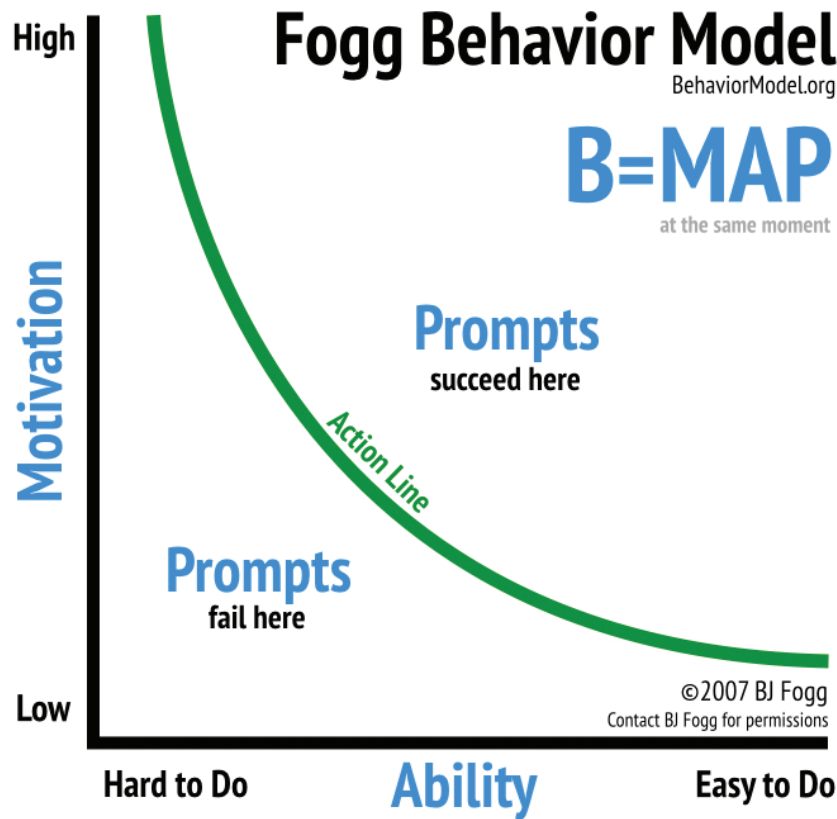 High
Fogg Behavior Model
BehaviorModel.org
B=MAP
at the same moment
Motivation
Prompts
succeed here
Action Line
Prompts
fail here
©2007 BJ Fogg
Contact BJ Fogg for permissions
Low
Hard to Do
Ability
Easy to Do